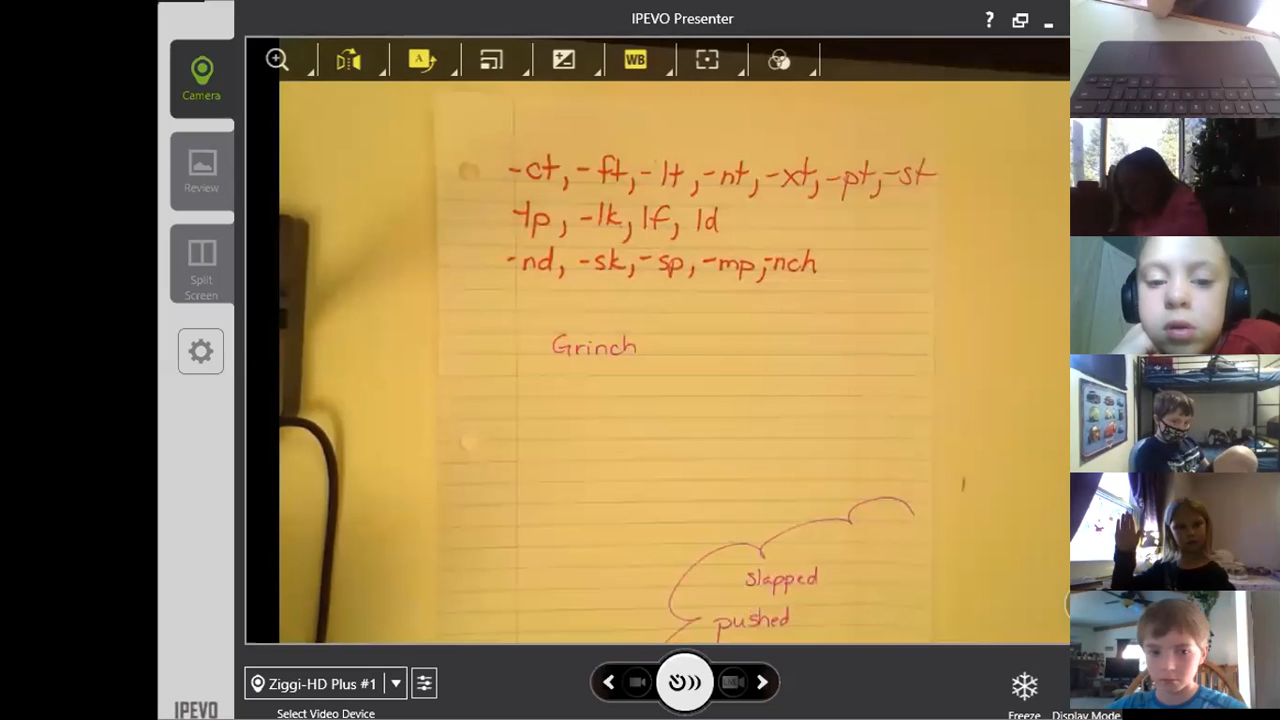 IPEVO Presenter
?
Camera
WB
Review
Split
Screen
-ct, -ft, -lt, -nt, -xt, -pt, -st
-lp, -lk, lf, ld
-nd, -sk, -sp, -mp, -nch
Grinch
slapped
pushed
Ziggi-HD Plus #1
IPEVO
Select Video Device
Freeze
Display Mode